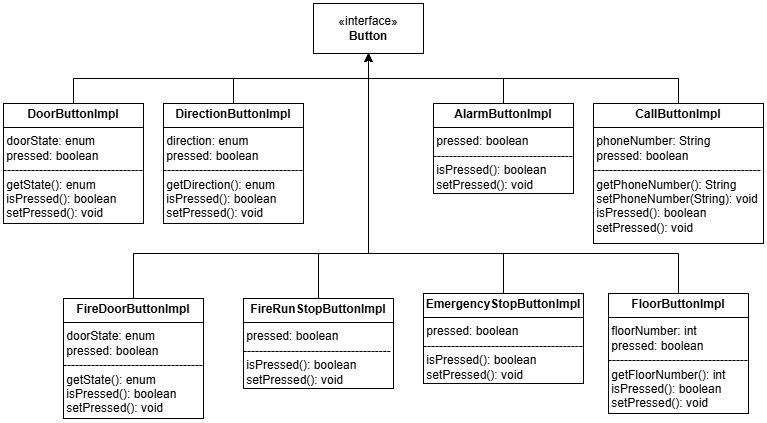 «interface»
Button
DoorButtonImpl
doorState: enum
pressed: boolean
getState(): enum
isPressed(): boolean
setPressed(): void
DirectionButtonImpl
direction: enum
pressed: boolean
getDirection(): enum
isPressed(): boolean
setPressed(): void
AlarmButtonImpl
pressed: boolean
isPressed(): boolean
setPressed(): void
CallButtonImpl
phoneNumber: String
pressed: boolean
getPhoneNumber(): String
setPhoneNumber(String): void
isPressed(): boolean
setPressed(): void
FireDoorButtonImpl
doorState: enum
pressed: boolean
getState(): enum
isPressed(): boolean
setPressed(): void
FireRunStopButtonImpl
pressed: boolean
isPressed(): boolean
setPressed(): void
EmergencyStopButtonImpl
pressed: boolean
isPressed(): boolean
setPressed(): void
FloorButtonImpl
floorNumber: int
pressed: boolean
getFloorNumber(): int
isPressed(): boolean
setPressed(): void